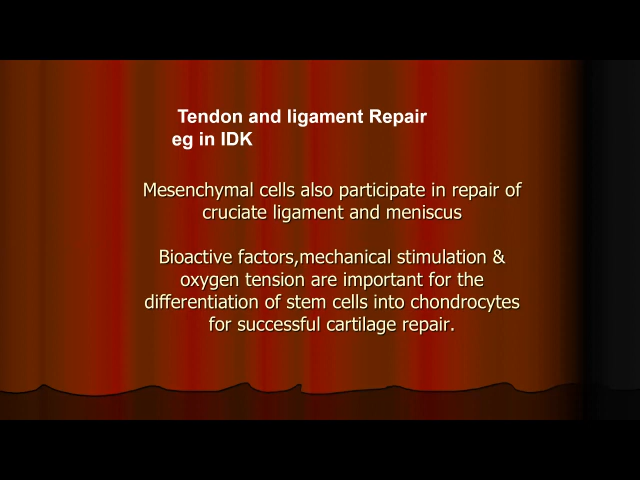 Tendon and ligament Repair
eg in IDK
Mesenchymal cells also participate in repair of
cruciate ligament and meniscus
Bioactive factors,mechanical stimulation &
oxygen tension are important for the
differentiation of stem cells into chondrocytes
for successful cartilage repair.